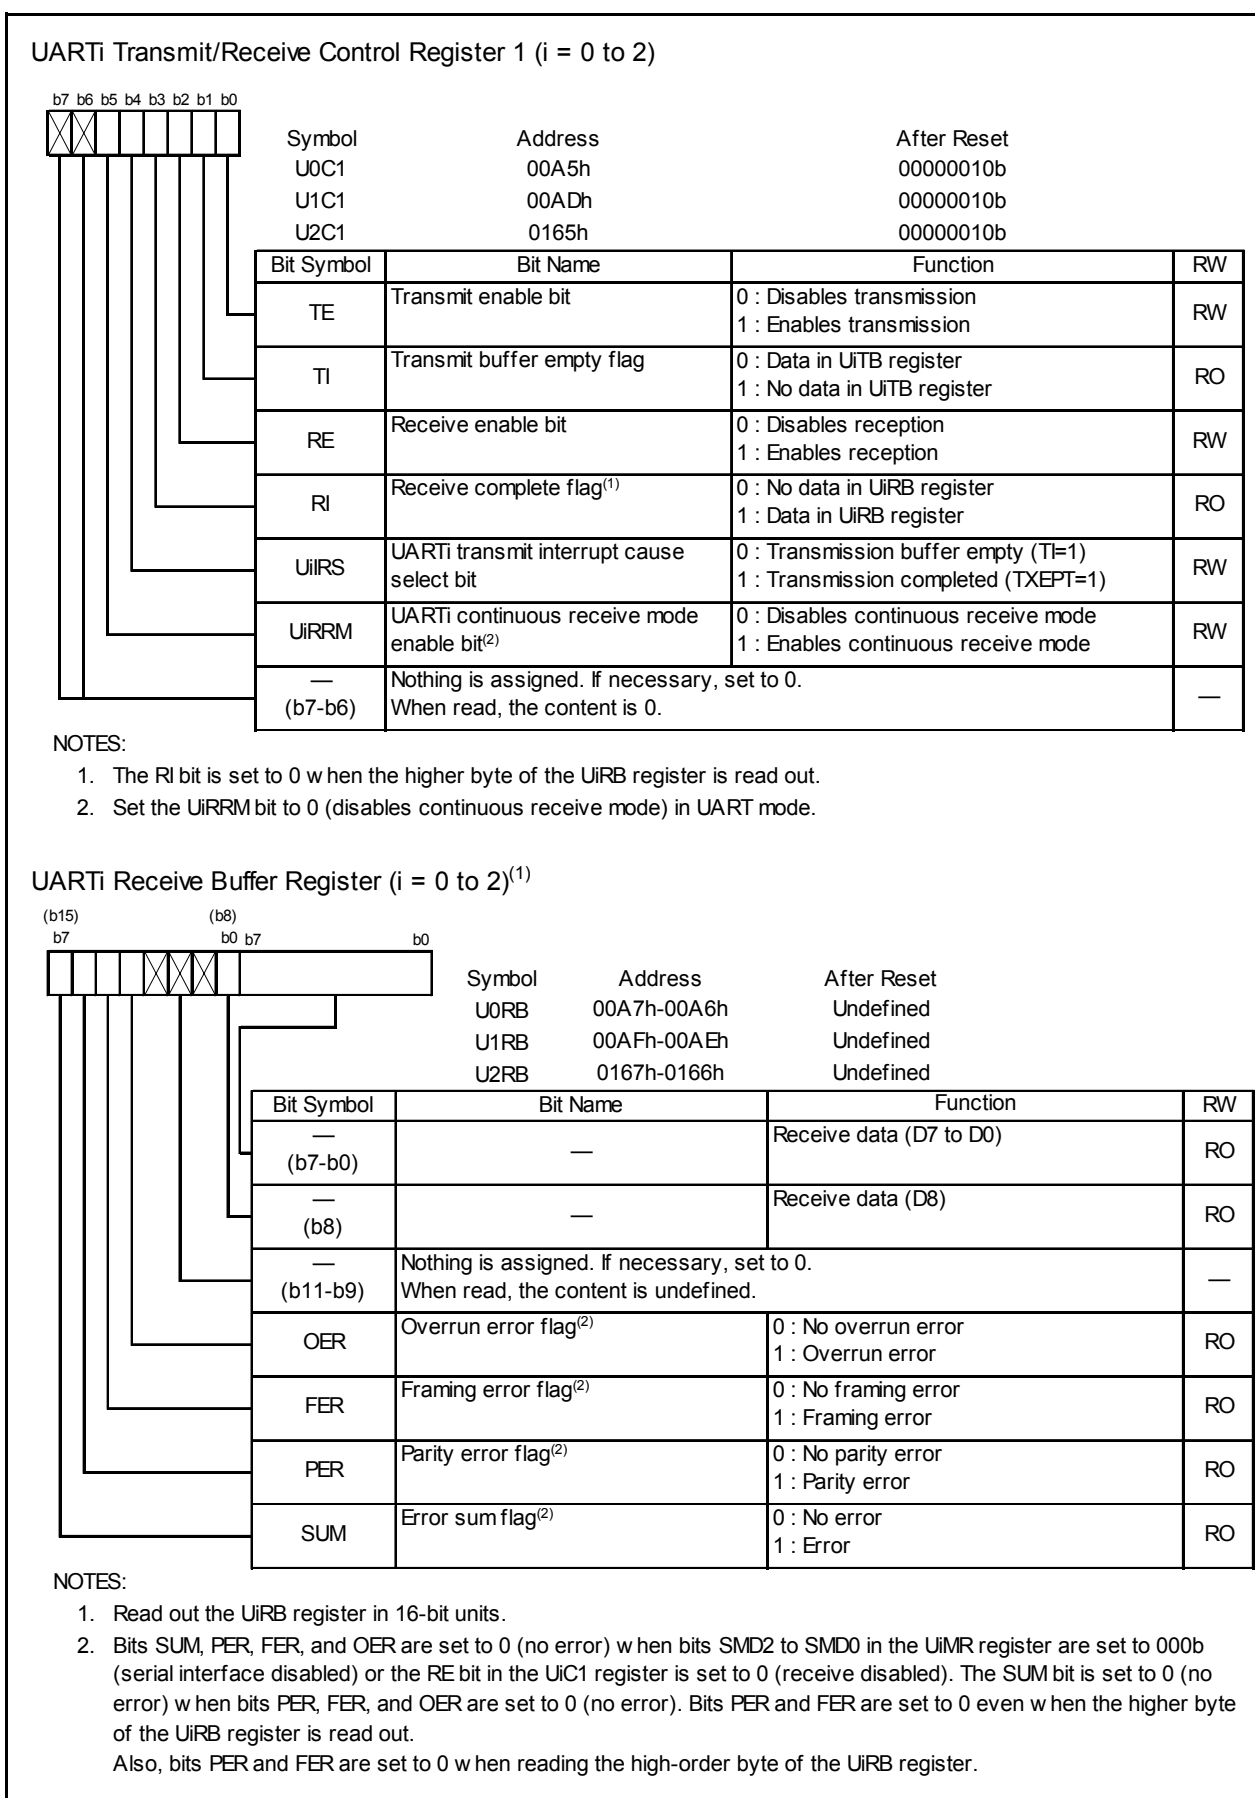 UARTi Transmit/Receive Control Register 1 (i = 0 to 2)
b7 b6 b5 b4 b3 b2 b1 b0
Symbol Address After Reset
U0C1 00A5h 00000010b
U1C1 00ADh 00000010b
U2C1 0165h 00000010b
Bit Symbol Bit Name Function RW
TE Transmit enable bit 0 : Disables transmission RW
1 : Enables transmission
TI Transmit buffer empty flag 0 : Data in UiTB register RO
1 : No data in UiTB register
RE Receive enable bit 0 : Disables reception RW
1 : Enables reception
RI Receive complete flag(1) 0 : No data in UiRB register RO
1 : Data in UiRB register
UiIRS UARTi transmit interrupt cause 0 : Transmission buffer empty (TI=1) RW
select bit 1 : Transmission completed (TXEPT=1)
UiRRM UARTi continuous receive mode 0 : Disables continuous receive mode RW
enable bit(2) 1 : Enables continuous receive mode
— Nothing is assigned. If necessary, set to 0. —
(b7-b6) When read, the content is 0.
NOTES:
1. The RI bit is set to 0 when the higher byte of the UiRB register is read out.
2. Set the UiRRM bit to 0 (disables continuous receive mode) in UART mode.
UARTi Receive Buffer Register (i = 0 to 2)(1)
(b15) (b8)
b7 b0 b7 b0
Symbol Address After Reset
U0RB 00A7h-00A6h Undefined
U1RB 00AFh-00AEh Undefined
U2RB 0167h-0166h Undefined
Bit Symbol Bit Name Function RW
— — Receive data (D7 to D0) RO
(b7-b0)
— — Receive data (D8) RO
(b8)
— Nothing is assigned. If necessary, set to 0. —
(b11-b9) When read, the content is undefined.
OER Overrun error flag(2) 0 : No overrun error RO
1 : Overrun error
FER Framing error flag(2) 0 : No framing error RO
1 : Framing error
PER Parity error flag(2) 0 : No parity error RO
1 : Parity error
SUM Error sum flag(2) 0 : No error RO
1 : Error
NOTES:
1. Read out the UiRB register in 16-bit units.
2. Bits SUM, PER, FER, and OER are set to 0 (no error) when bits SMD2 to SMD0 in the UiMR register are set to 000b
(serial interface disabled) or the RE bit in the UiC1 register is set to 0 (receive disabled). The SUM bit is set to 0 (no
error) when bits PER, FER, and OER are set to 0 (no error). Bits PER and FER are set to 0 even when the higher byte
of the UiRB register is read out.
Also, bits PER and FER are set to 0 when reading the high-order byte of the UiRB register.